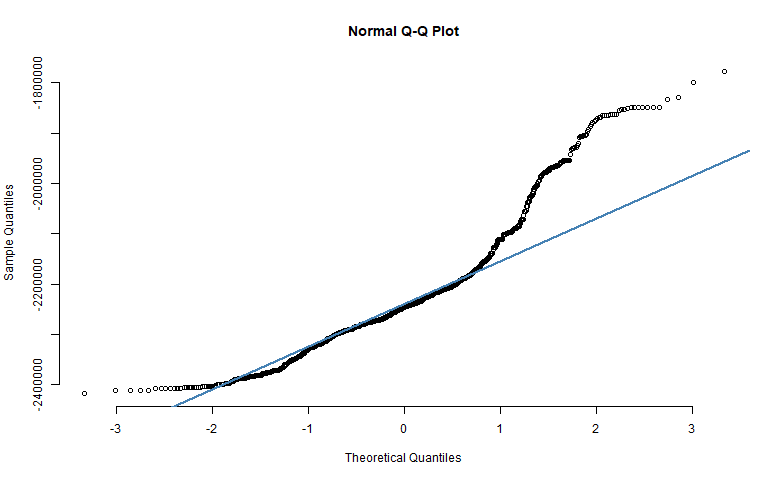 Normal Q-Q Plot
Sample Quantiles
-1800000
-2000000
-2200000
-2400000
-3 -2 -1 0 1 2 3
Theoretical Quantiles